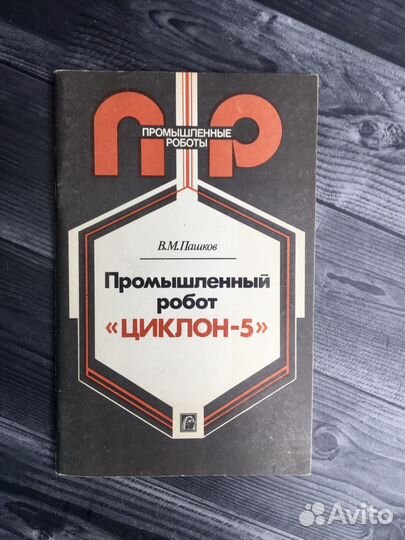 ПР
ПРОМЫШЛЕННЫЕ
РОБОТЫ
В.М.Пашков
Промышленный
робот
«ЦИКЛОН-5»
Avito